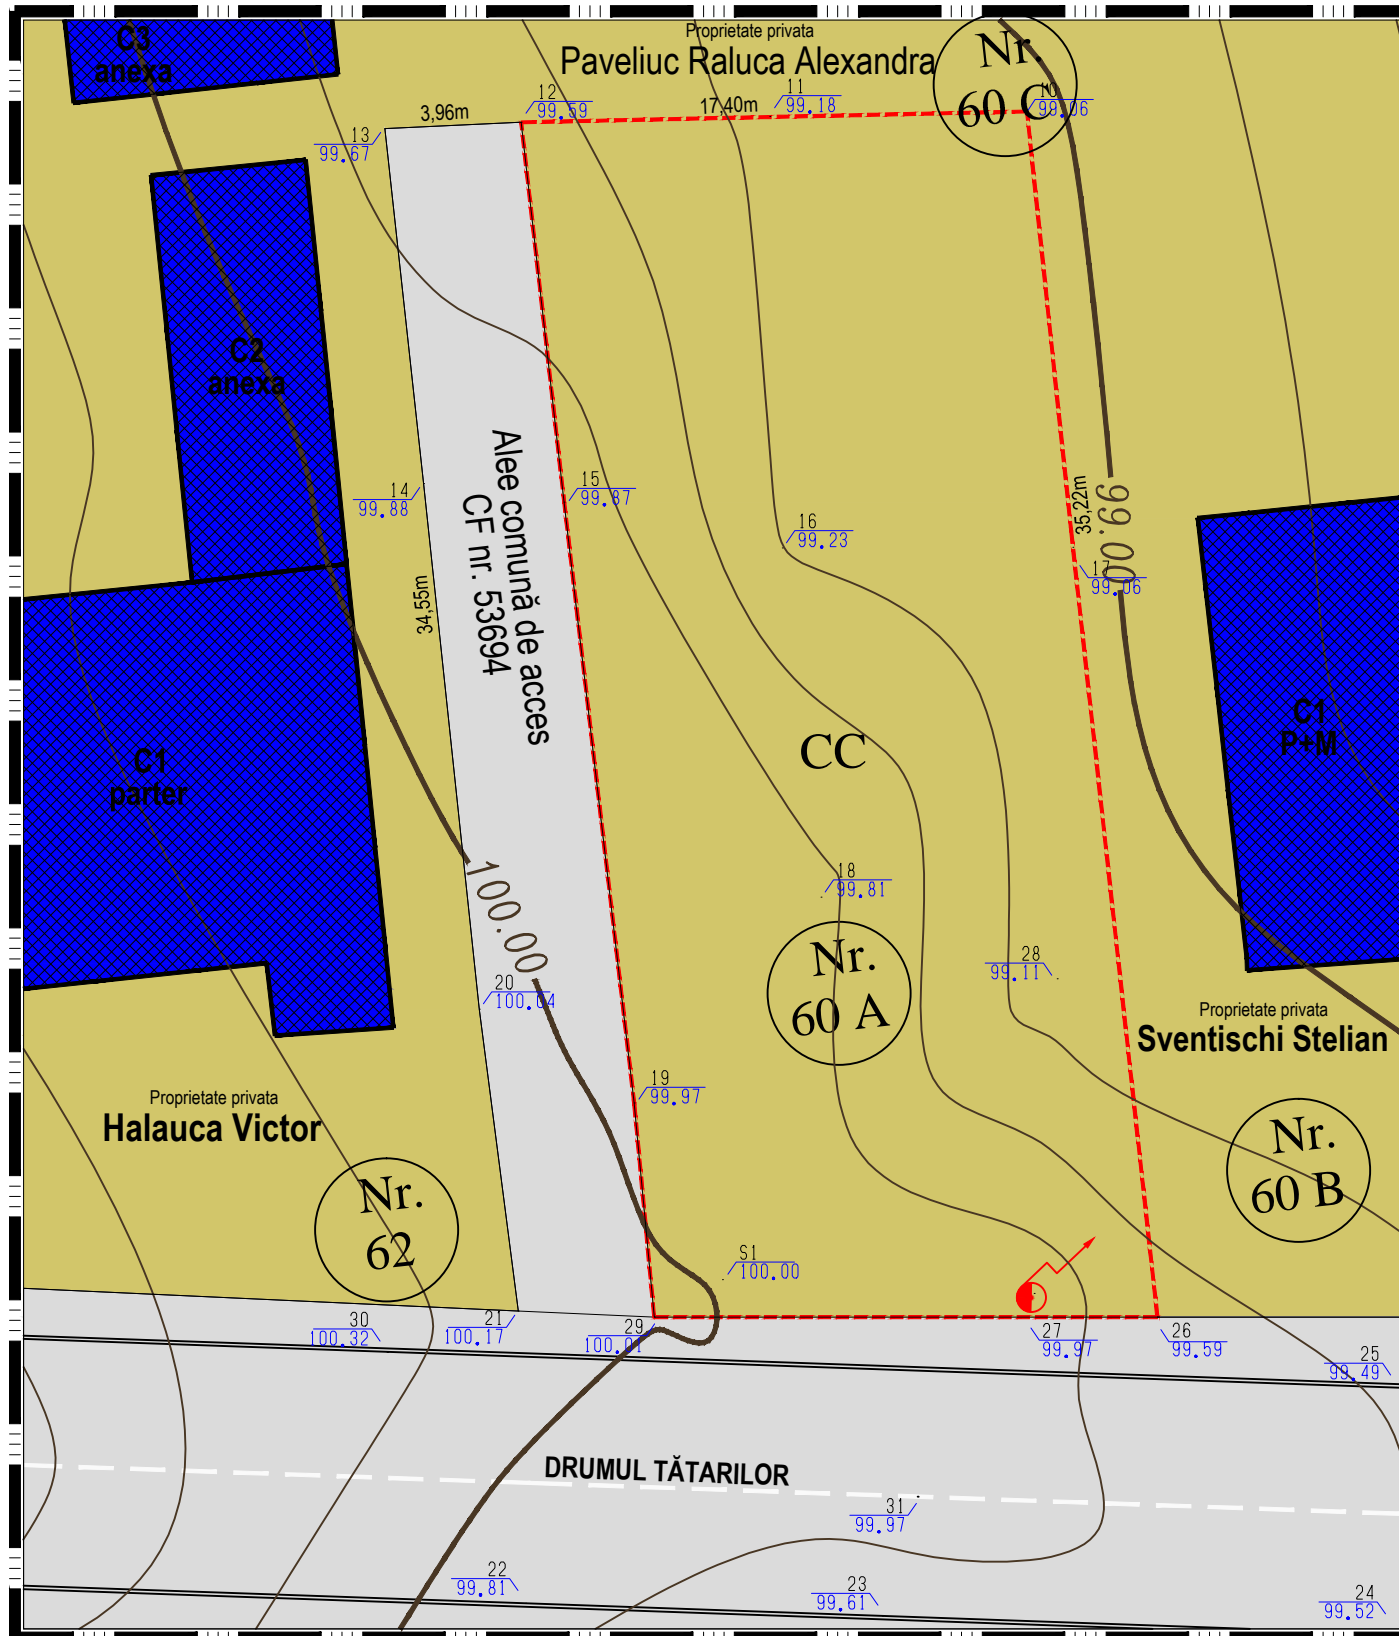 Proprietate privata
Paveliuc Raluca Alexandra
Nr.
60 C
C3
anexa
3,96m
12
99.59
17,40m
11
99.18
10
99.06
13
99.67
C2
anexa
14
99.88
15
99.87
Alee comună de acces
CF nr. 53694
34,55m
16
99.23
35,22m
99.00
17
99.06
C1
P+M
CC
C1
parter
100.00
18
99.81
Nr.
60 A
28
99.11
20
100.04
19
99.97
Proprietate privata
Sventischi Stelian
Proprietate privata
Halauca Victor
Nr.
60 B
Nr.
62
S1
100.00
30
100.32
21
100.17
29
100.01
27
99.97
26
99.59
25
99.49
DRUMUL TĂTARILOR
31
99.97
22
99.81
23
99.61
24
99.52